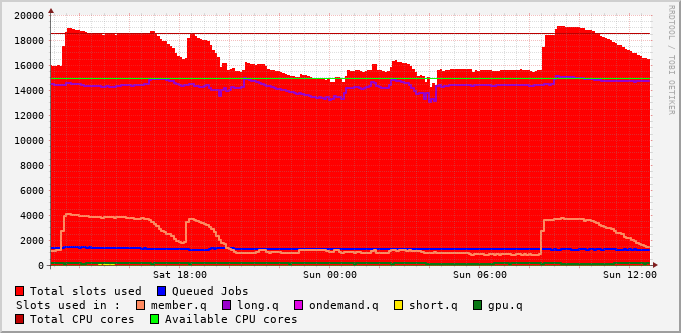 20000
18000
16000
14000
12000
10000
8000
6000
4000
2000
0
Sat 18:00 Sun 00:00 Sun 06:00 Sun 12:00
RRDTOOL / TOBI OETIKER
Total slots used Queued Jobs
Slots used in : member.q long.q ondemand.q short.q gpu.q
Total CPU cores Available CPU cores